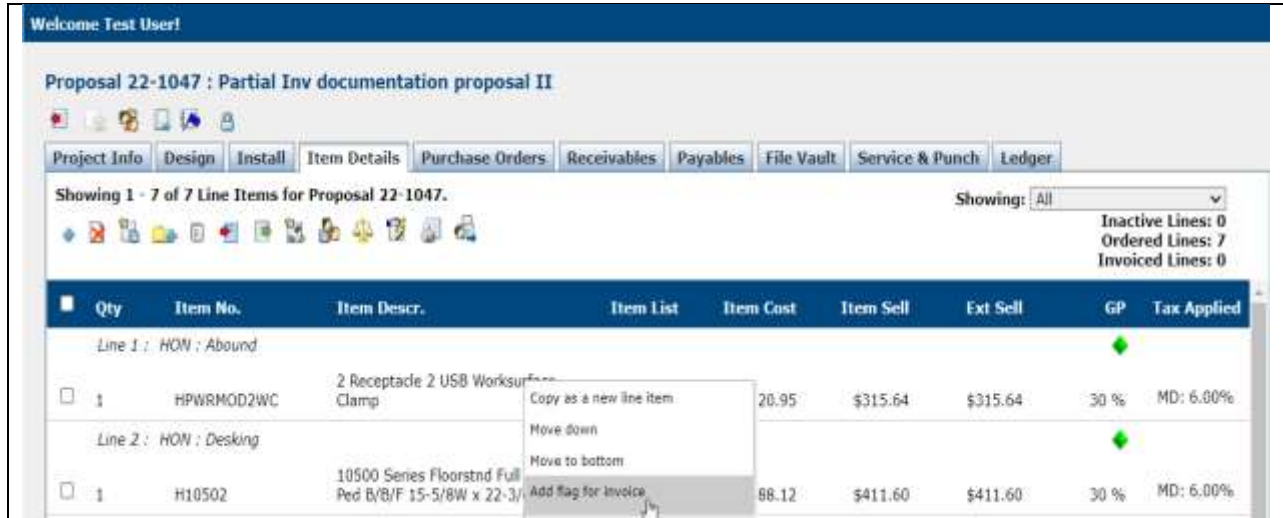 Welcome Test User!
Proposal 22-1047 : Partial Inv documentation proposal II
Project Info Design Install Item Details Purchase Orders Receivables Payables File Vault Service & Punch Ledger
Showing 1 - 7 of 7 Line Items for Proposal 22-1047.
Showing: All
Inactive Lines: 0
Ordered Lines: 7
Invoiced Lines: 0
Qty Item No. Item Descr. Item List Item Cost Item Sell Ext Sell GP Tax Applied
Line 1 : HON : Abound
2 Receptacle 2 USB Worksurface
1 HPWRMOD2WC Clamp 20.95 $315.64 $315.64 30 % MD: 6.00%
Copy as a new line item
Move down
Line 2 : HON : Desking
Move to bottom
10500 Series Floorstnd Full
1 H10502 Ped B/B/F 15-5/8W x 22-3/ 88.12 $411.60 $411.60 30 % MD: 6.00%
Add flag for invoice